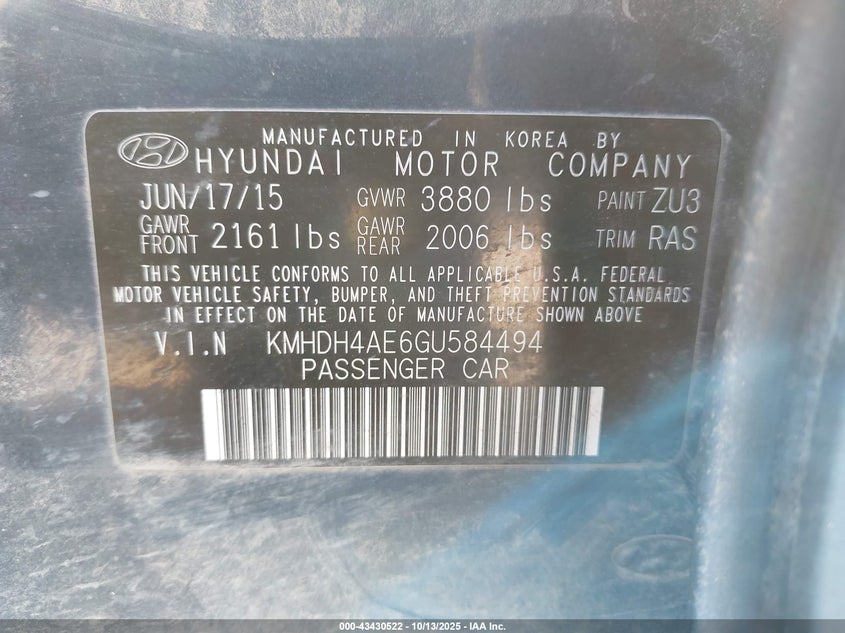 MANUFACTURED IN KOREA BY
HYUNDAI MOTOR COMPANY
JUN/17/15 GVWR 3880 lbs PAINT ZU3
GAWR FRONT 2161 lbs GAWR REAR 2006 lbs TRIM RAS
THIS VEHICLE CONFORMS TO ALL APPLICABLE U.S.A. FEDERAL
MOTOR VEHICLE SAFETY, BUMPER, AND THEFT PREVENTION STANDARDS
IN EFFECT ON THE DATE OF MANUFACTURE SHOWN ABOVE
V.I.N KMHDH4AE6GU584494
PASSENGER CAR
000-43430522 - 10/13/2025 - IAA Inc.